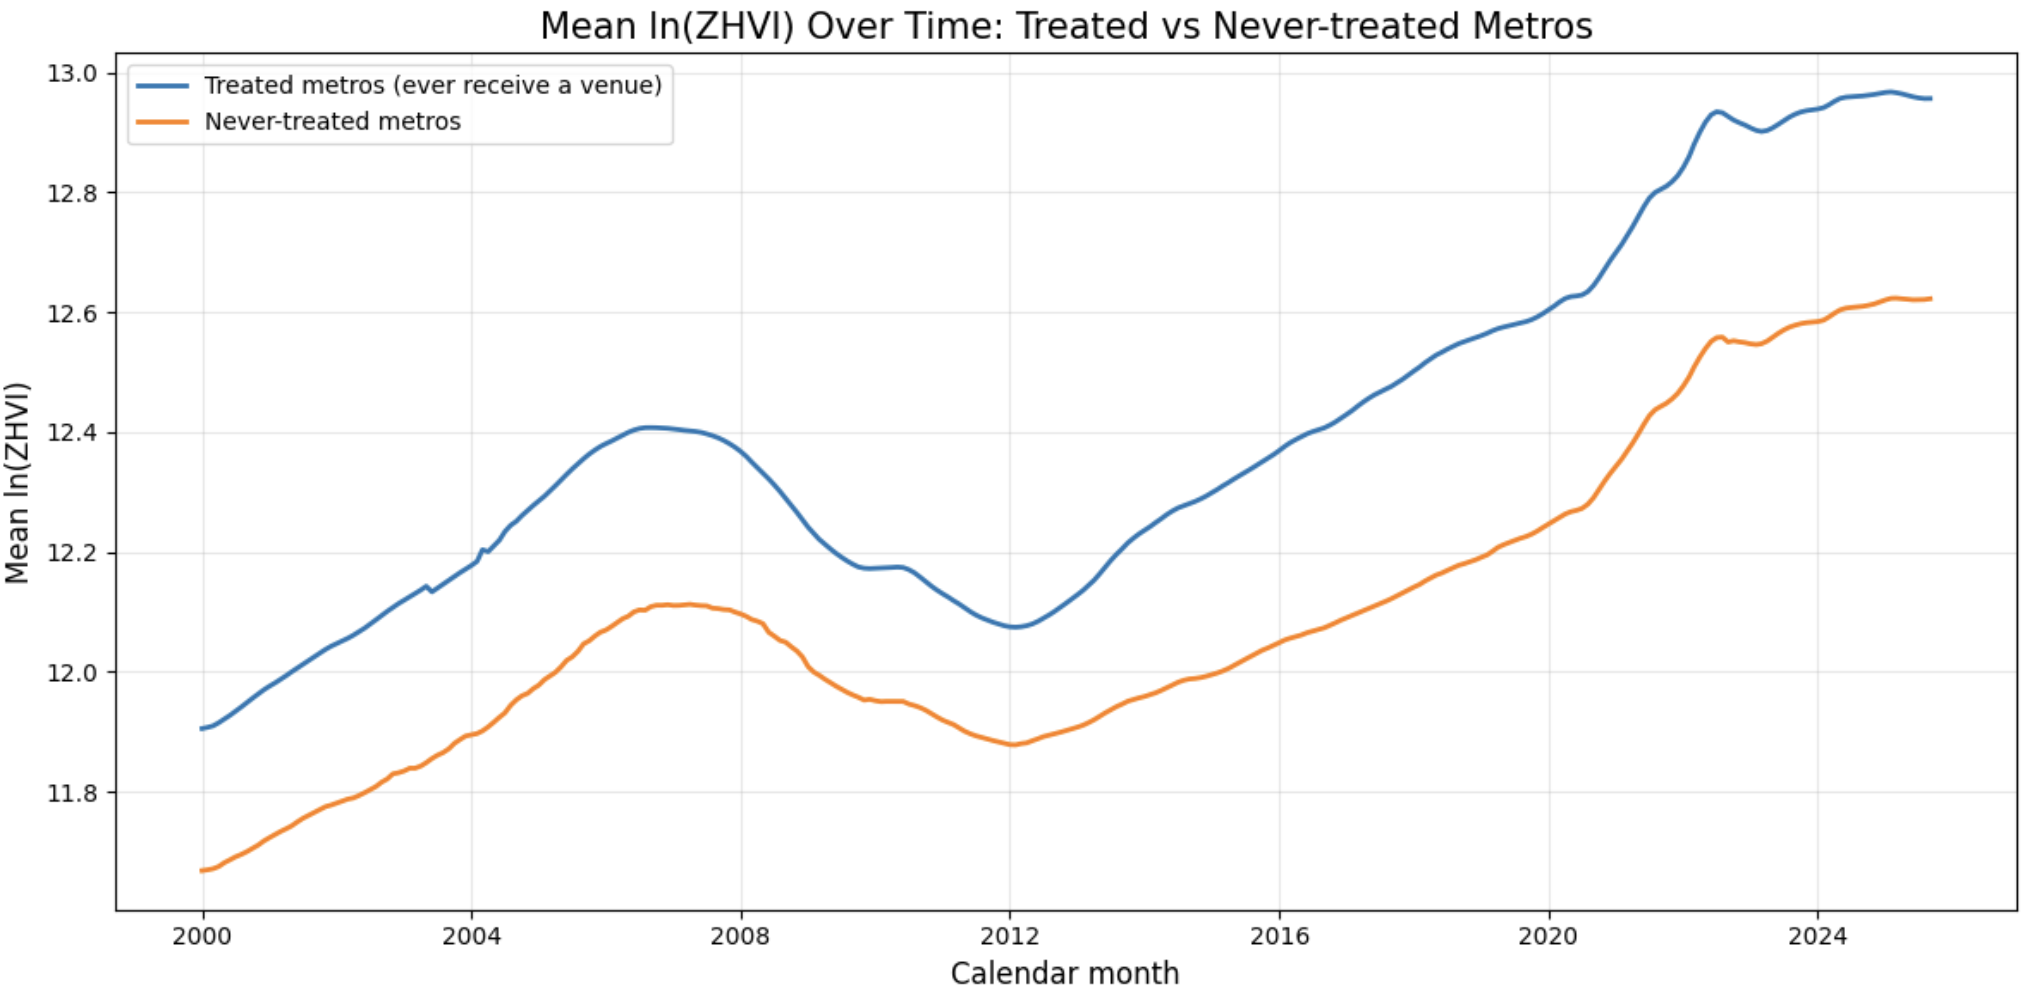 Mean ln(ZHVI) Over Time: Treated vs Never-treated Metros
Treated metros (ever receive a venue)
Never-treated metros
Mean ln(ZHVI)
13.0
12.8
12.6
12.4
12.2
12.0
11.8
2000 2004 2008 2012 2016 2020 2024
Calendar month